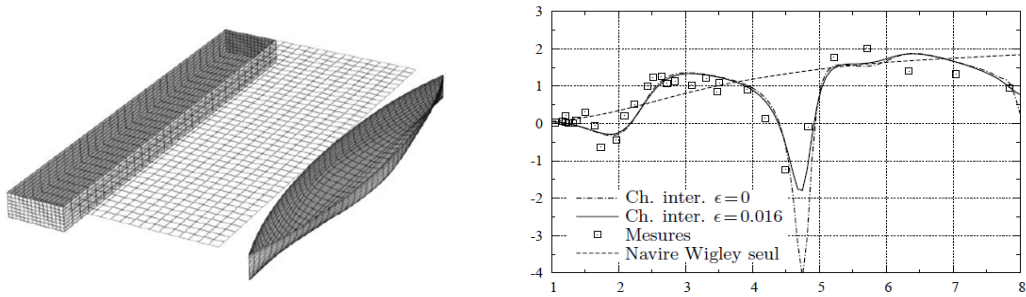 3
2
1
0
-1
-2
-3
-4
Ch. inter. ϵ=0
Ch. inter. ϵ=0.016
Mesures
Navire Wigley seul
1 2 3 4 5 6 7 8